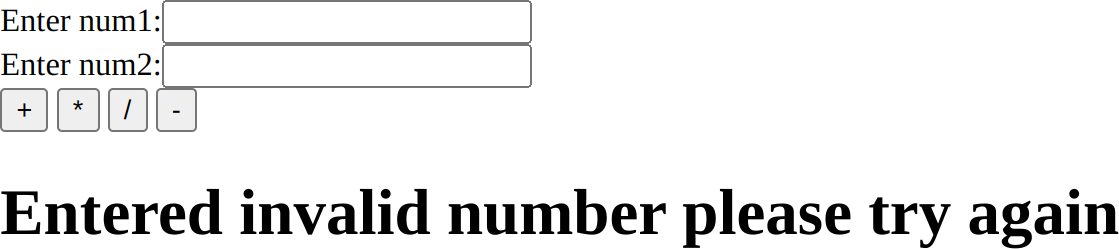 Enter num1:
Enter num2:
+ * / -
Entered invalid number please try again